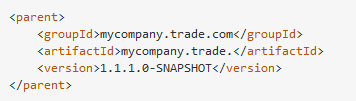 <parent>
    <groupId>mycompany.trade.com</groupId>
    <artifactId>mycompany.trade.</artifactId>
    <version>1.1.1.0-SNAPSHOT</version>
</parent>